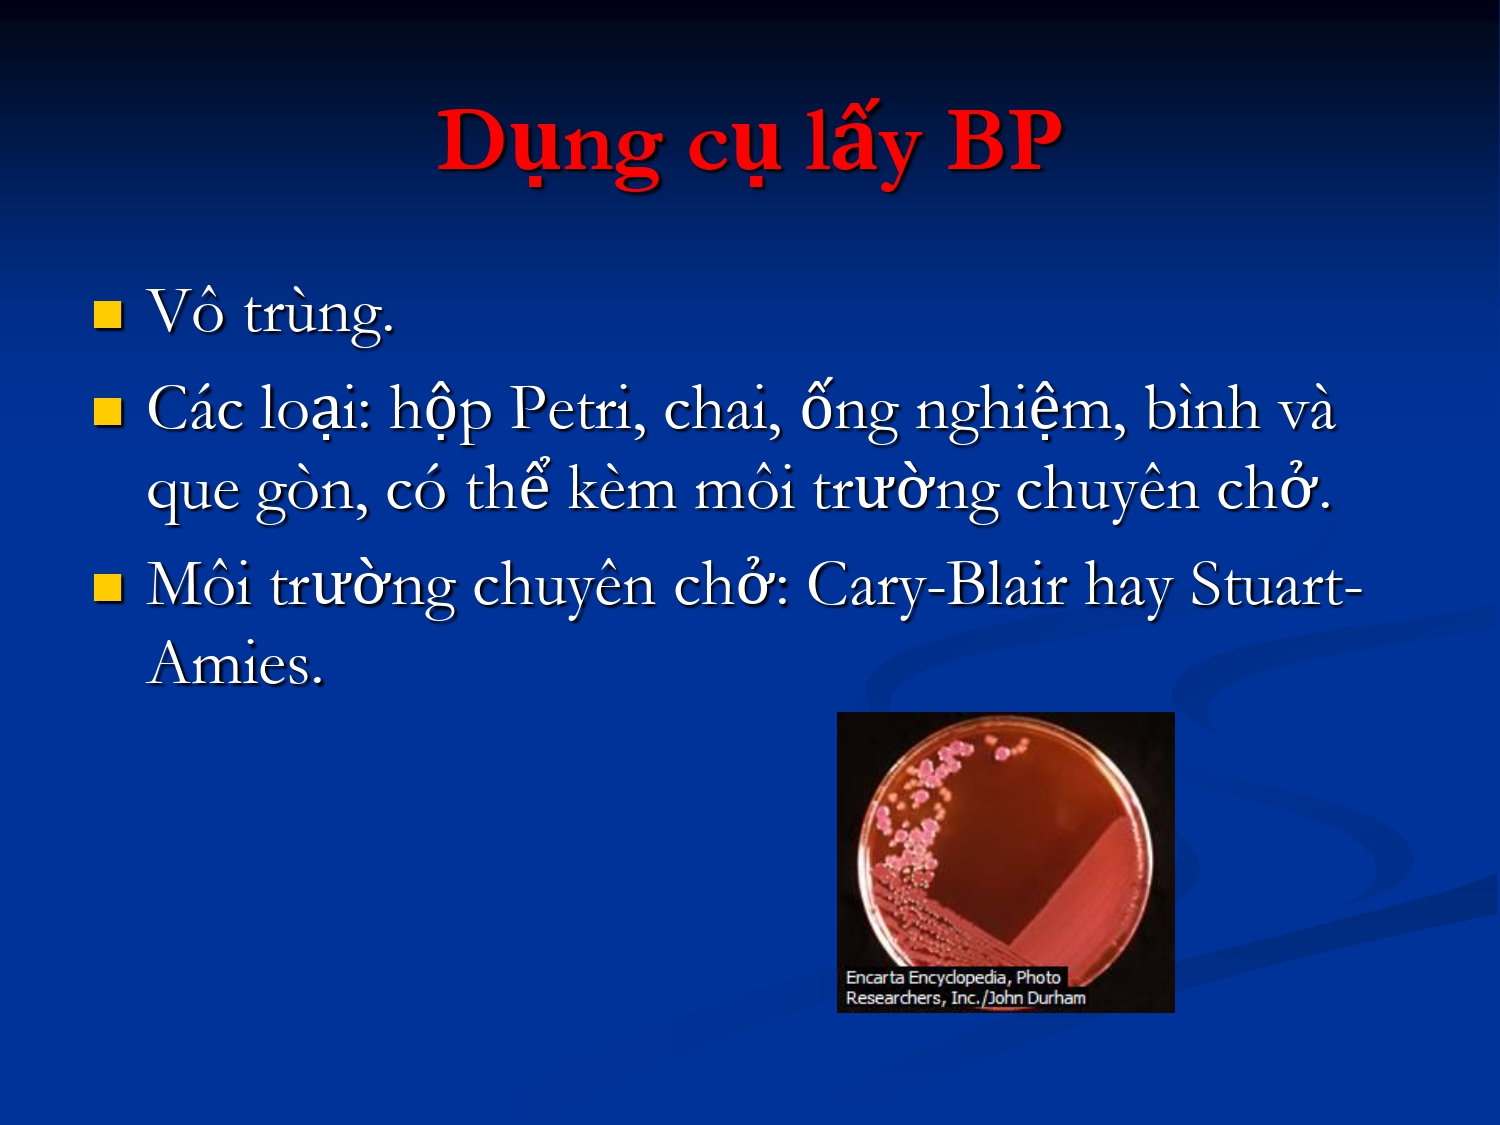 Dụng cụ lấy BP
Vô trùng.
Các loại: hộp Petri, chai, ống nghiệm, bình và
que gòn, có thể kèm môi trường chuyên chở.
Môi trường chuyên chở: Cary-Blair hay Stuart-
Amies.
Encarta Encyclopedia, Photo
Researchers, Inc./John Durham